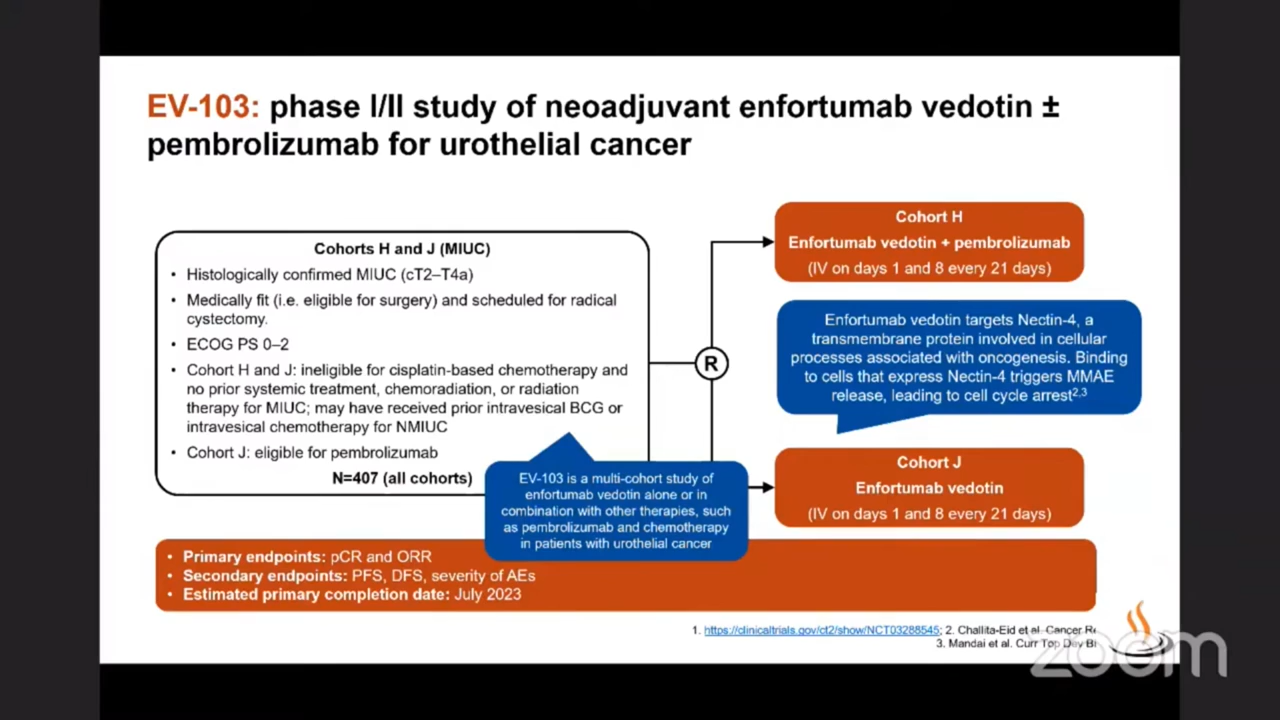 EV-103: phase I/II study of neoadjuvant enfortumab vedotin ±
pembrolizumab for urothelial cancer
Cohorts H and J (MIUC)
• Histologically confirmed MIUC (cT2–T4a)
• Medically fit (i.e. eligible for surgery) and scheduled for radical
cystectomy.
• ECOG PS 0–2
• Cohort H and J: ineligible for cisplatin-based chemotherapy and
no prior systemic treatment, chemoradiation, or radiation
therapy for MIUC; may have received prior intravesical BCG or
intravesical chemotherapy for NMIUC
• Cohort J: eligible for pembrolizumab
N=407 (all cohorts)
EV-103 is a multi-cohort study of
enfortumab vedotin alone or in
combination with other therapies, such
as pembrolizumab and chemotherapy
in patients with urothelial cancer
R
Cohort H
Enfortumab vedotin + pembrolizumab
(IV on days 1 and 8 every 21 days)
Enfortumab vedotin targets Nectin-4, a
transmembrane protein involved in cellular
processes associated with oncogenesis. Binding
to cells that express Nectin-4 triggers MMAE
release, leading to cell cycle arrest2,3
Cohort J
Enfortumab vedotin
(IV on days 1 and 8 every 21 days)
• Primary endpoints: pCR and ORR
• Secondary endpoints: PFS, DFS, severity of AEs
• Estimated primary completion date: July 2023
1. https://clinicaltrials.gov/ct2/show/NCT03288545; 2. Challita-Eid et al. Cancer
3. Mandai et al. Curr Top Dev
zoom